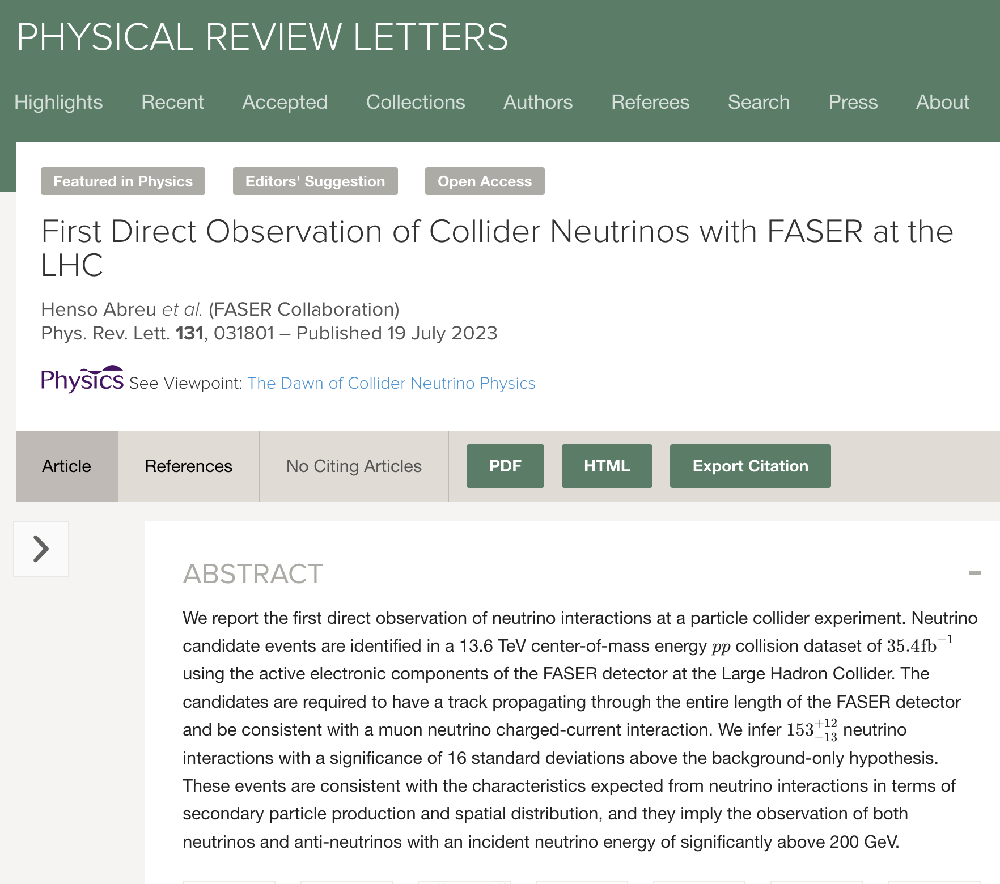 PHYSICAL REVIEW LETTERS
Highlights Recent Accepted Collections Authors Referees Search Press About
Featured in Physics Editors' Suggestion Open Access
First Direct Observation of Collider Neutrinos with FASER at the
LHC
Henso Abreu et al. (FASER Collaboration)
Phys. Rev. Lett. 131, 031801 – Published 19 July 2023
Physics See Viewpoint: The Dawn of Collider Neutrino Physics
Article References No Citing Articles PDF HTML Export Citation
ABSTRACT
We report the first direct observation of neutrino interactions at a particle collider experiment. Neutrino
candidate events are identified in a 13.6 TeV center-of-mass energy pp collision dataset of 35.4 fb⁻¹
using the active electronic components of the FASER detector at the Large Hadron Collider. The
candidates are required to have a track propagating through the entire length of the FASER detector
and be consistent with a muon neutrino charged-current interaction. We infer 153⁺¹²₋₁₃ neutrino
interactions with a significance of 16 standard deviations above the background-only hypothesis.
These events are consistent with the characteristics expected from neutrino interactions in terms of
secondary particle production and spatial distribution, and they imply the observation of both
neutrinos and anti-neutrinos with an incident neutrino energy of significantly above 200 GeV.